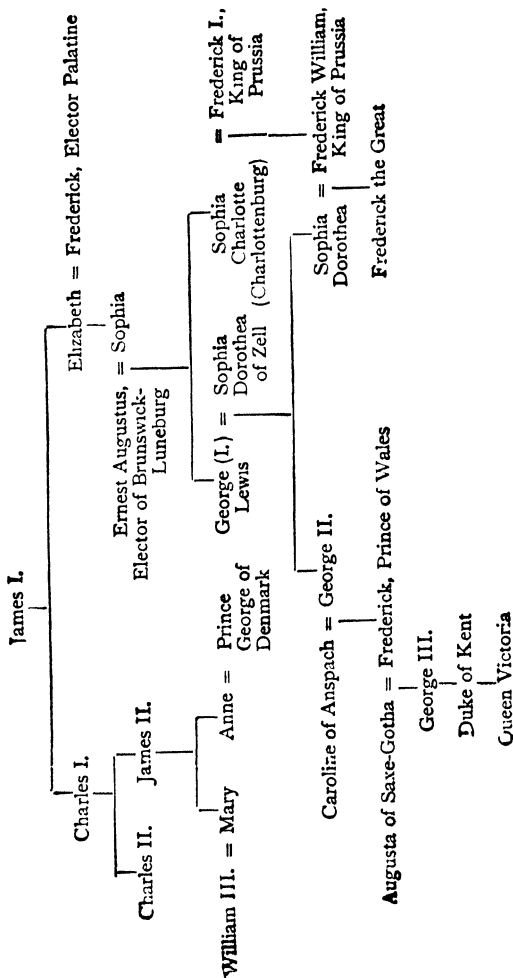 James I.
Charles I.
Elizabeth = Frederick, Elector Palatine
Charles II.
James II.
Ernest Augustus,
Elector of Brunswick-
Luneburg
= Sophia
William III. = Mary
Anne = Prince
George of
Denmark
George (I.)
Lewis
= Sophia
Dorothea
of Zell
Sophia
Charlotte
(Charlottenburg)
= Frederick I.,
King of
Prussia
Caroline of Anspach = George II.
Sophia
Dorothea
= Frederick William,
King of Prussia
Augusta of Saxe-Gotha = Frederick, Prince of Wales
Frederick the Great
George III.
Duke of Kent
Queen Victoria